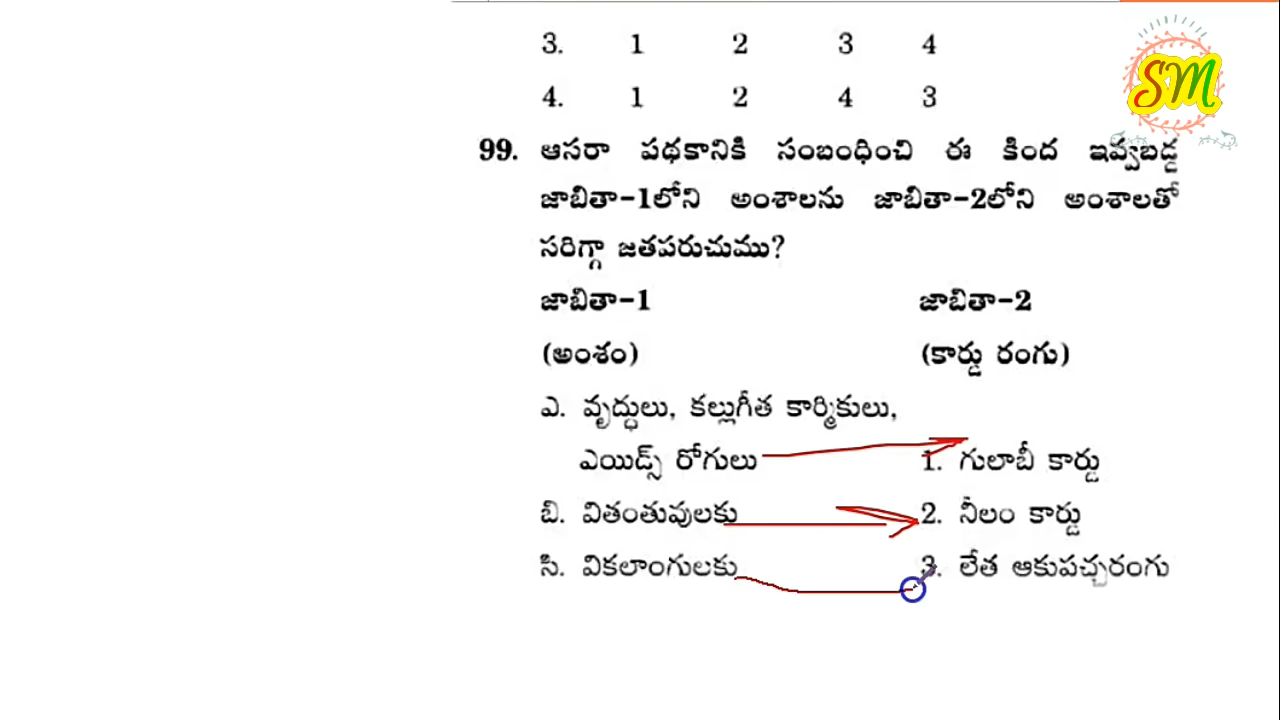 SM
3. 1 2 3 4
4. 1 2 4 3
99. ఆసరా పథకానికి సంబంధించి ఈ కింద ఇవ్వబడ్డ
జాబితా-1లోని అంశాలను జాబితా-2లోని అంశాలతో
సరిగ్గా జతపరుచుము?
జాబితా-1 జాబితా-2
(అంశం) (కార్డు రంగు)
ఎ. వృద్ధులు, కల్లుగీత కార్మికులు,
ఎయిడ్స్ రోగులు 1. గులాబీ కార్డు
బి. వితంతువులకు 2. నీలం కార్డు
సి. వికలాంగులకు 3. లేత ఆకుపచ్చరంగు